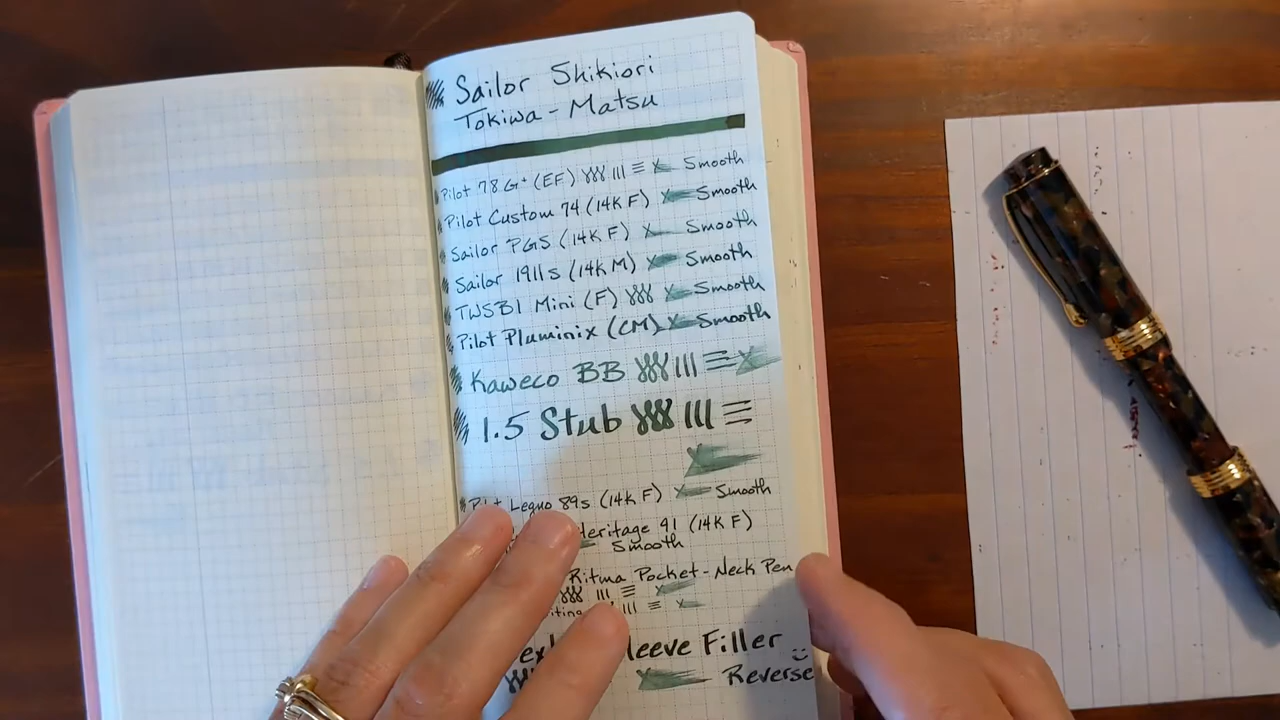 Sailor Shikiori
Tokiwa-Matsu
Pilot 78 G+ (EF) Smooth
Pilot Custom 74 (14K F) Smooth
Sailor PGS (14K F) Smooth
Sailor 1911s (14K M) Smooth
TWSBI Mini (F) Smooth
Pilot Pluminix (CM) Smooth
Kaweco BB
1.5 Stub
Legno 89s (14K F) Smooth
Heritage 91 (14K F)
Smooth
Ritma Pocket-Neck Pen
Filler
Reverse